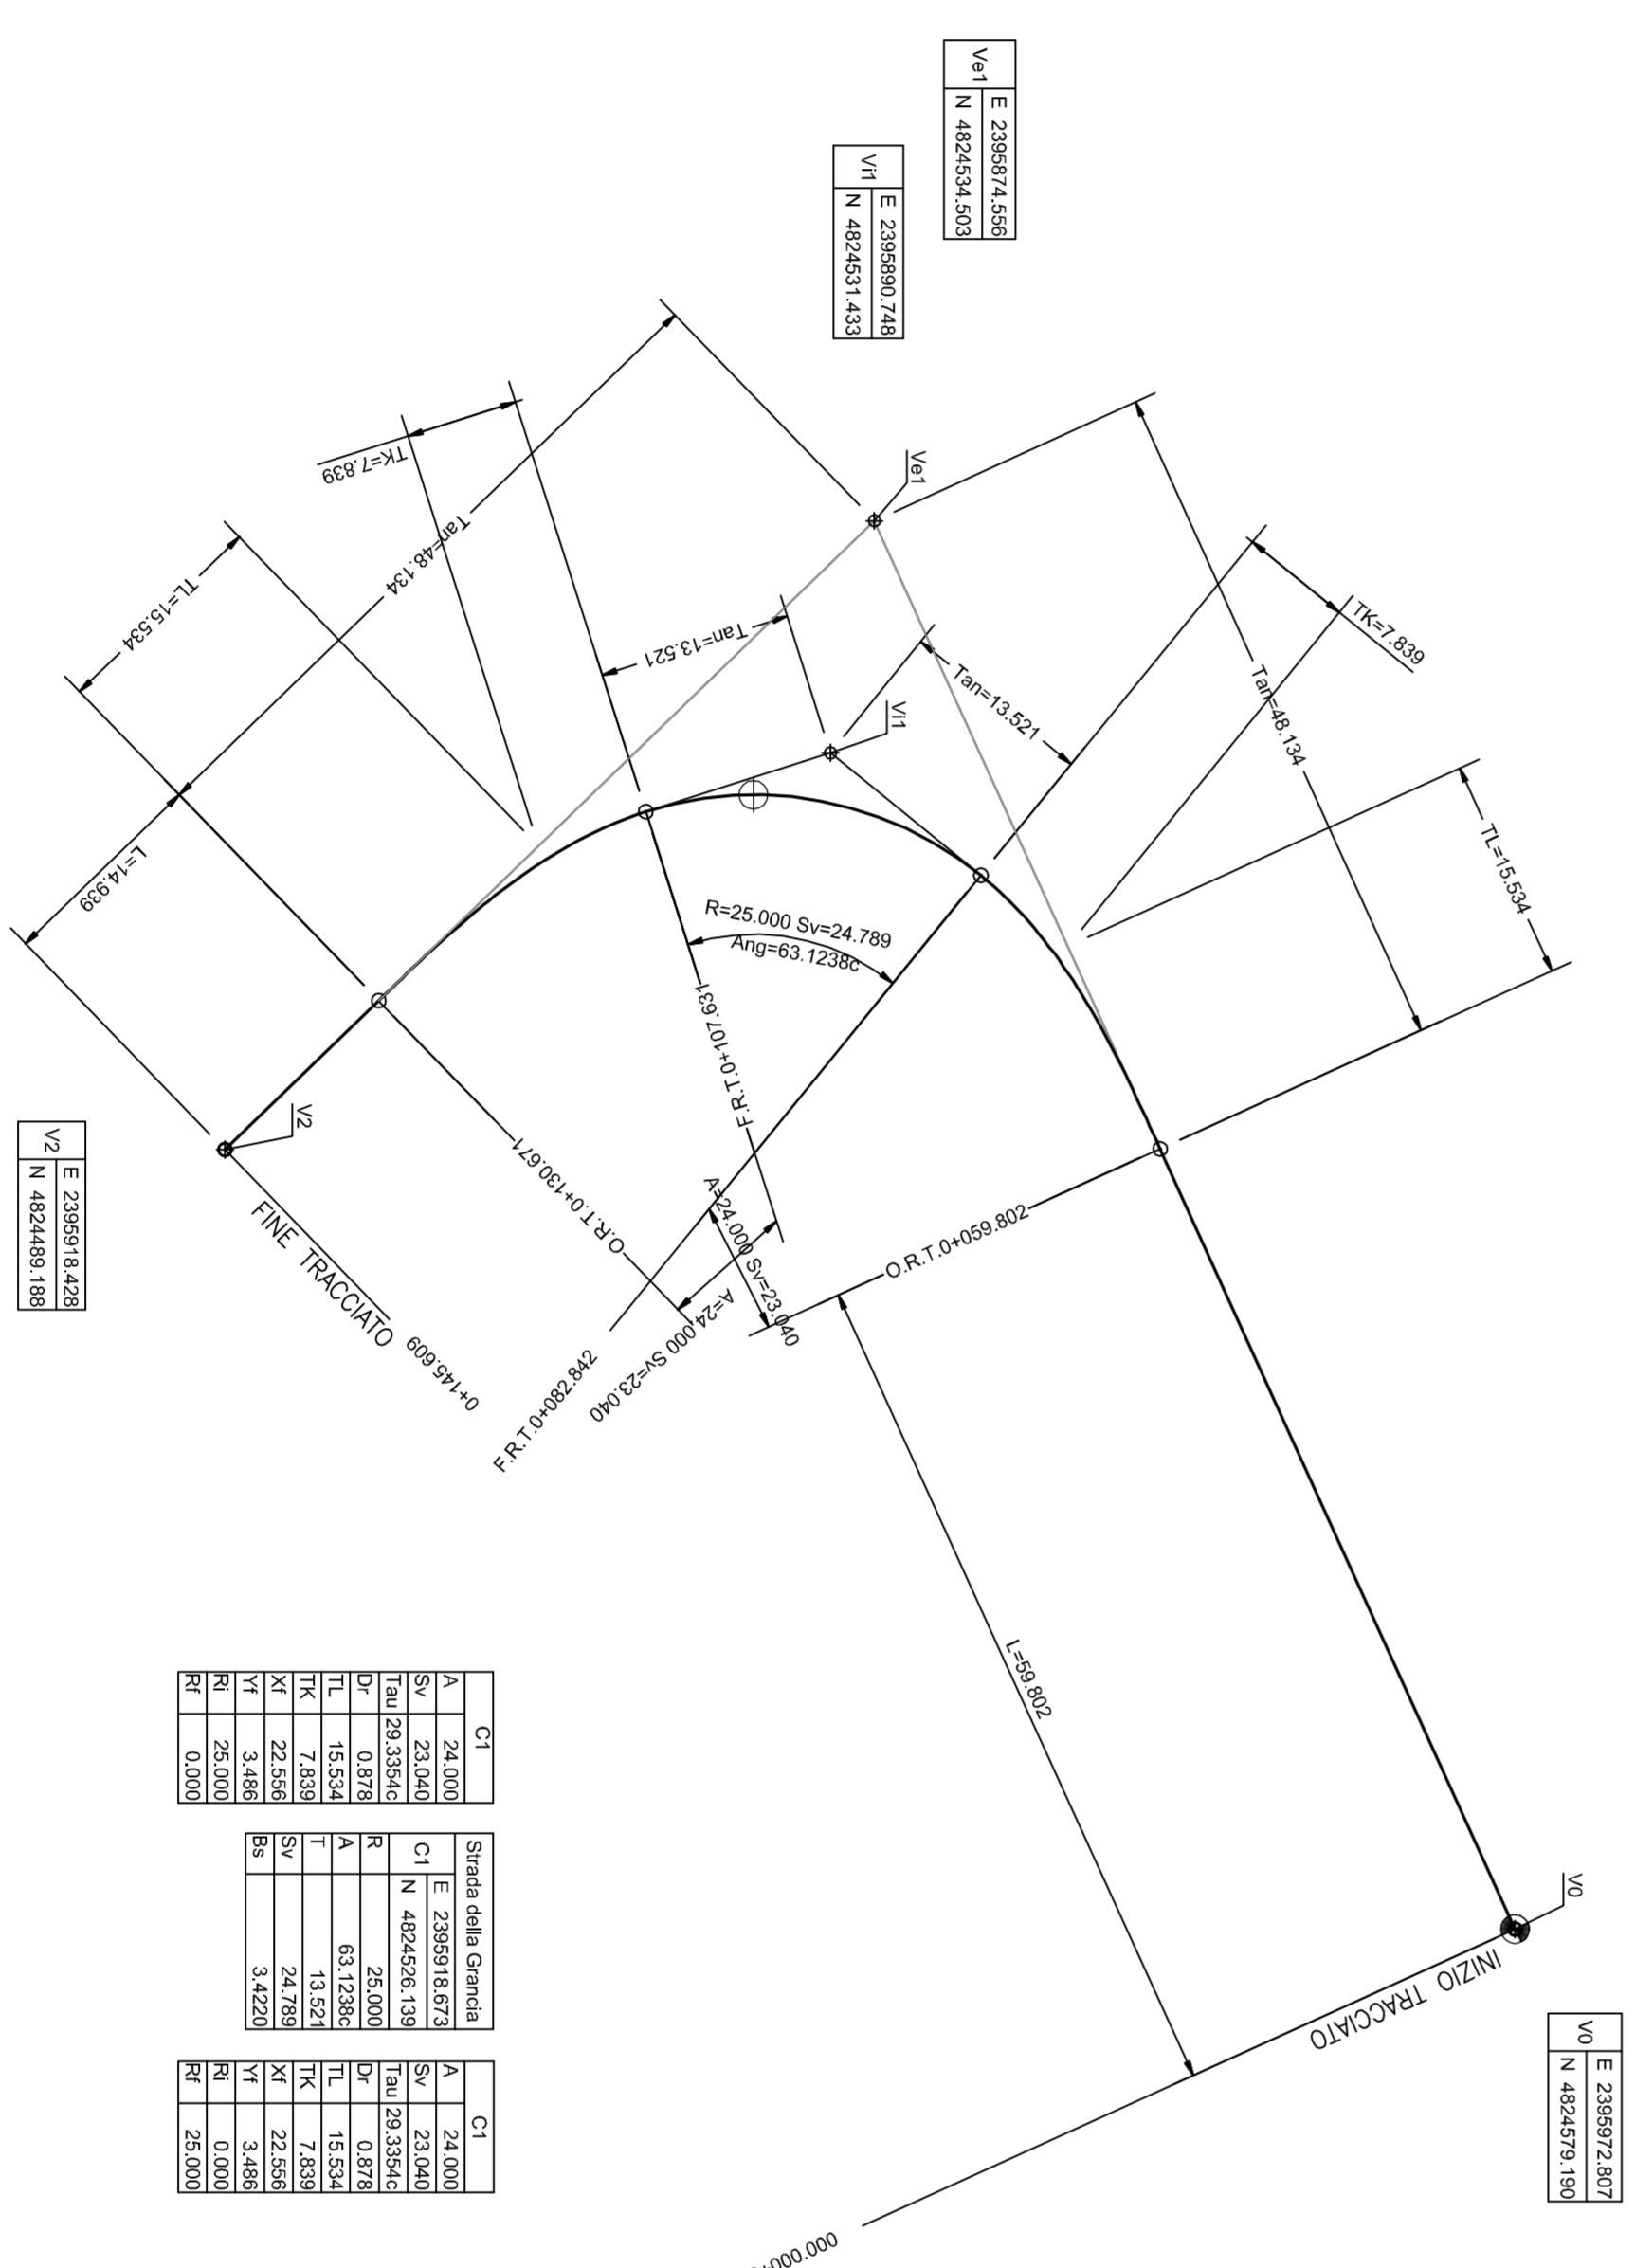 Ve1
E 2395874.556
N 4824534.503
Vi1
E 2395890.748
N 4824531.433
Ve1
Vi1
TK=7.839
Tan=48.134
TL=15.534
L=14.939
Tan=13.521
Tan=13.521
TK=7.839
Tan=48.134
TL=15.534
R=25.000 Sv=24.789
Ang=63.1238c
F.R.T.0+107.631
O.R.T.0+130.671
O.R.T.0+059.802
A=24.000 Sv=23.040
A=24.000 Sv=23.040
F.R.T.0+082.842
V2
FINE TRACCIATO
0+145.609
V2
E 2395918.428
N 4824489.188
L=59.802
V0
INIZIO TRACCIATO
V0
E 2395972.807
N 4824579.190
C1
A 24.000
Sv 23.040
Tau 29.3354c
Dr 0.878
TL 15.534
TK 7.839
Xf 22.556
Yf 3.486
Ri 25.000
Rf 0.000
Strada della Grancia
C1
E 2395918.673
N 4824526.139
R 25.000
A 63.1238c
T 13.521
Sv 24.789
Bs 3.4220
C1
A 24.000
Sv 23.040
Tau 29.3354c
Dr 0.878
TL 15.534
TK 7.839
Xf 22.556
Yf 3.486
Ri 0.000
Rf 25.000